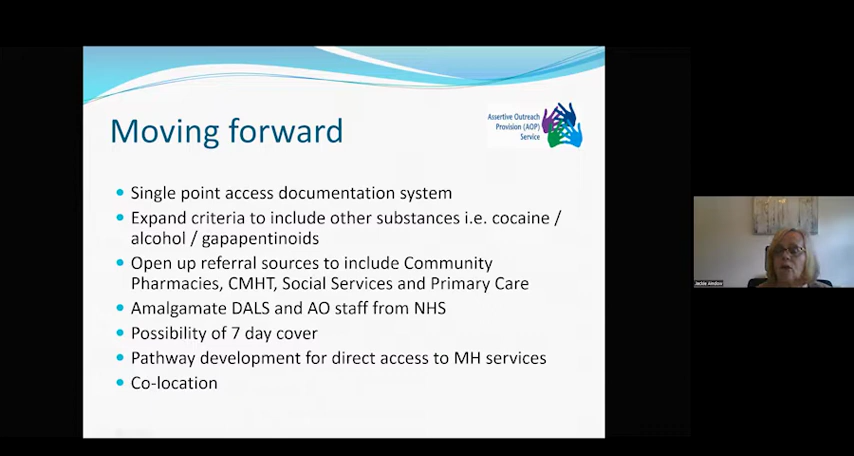 Moving forward
Assertive Outreach
Provision (AOP)
Service
• Single point access documentation system
• Expand criteria to include other substances i.e. cocaine /
alcohol / gapapentinoids
• Open up referral sources to include Community
Pharmacies, CMHT, Social Services and Primary Care
• Amalgamate DALS and AO staff from NHS
• Possibility of 7 day cover
• Pathway development for direct access to MH services
• Co-location
Jackie